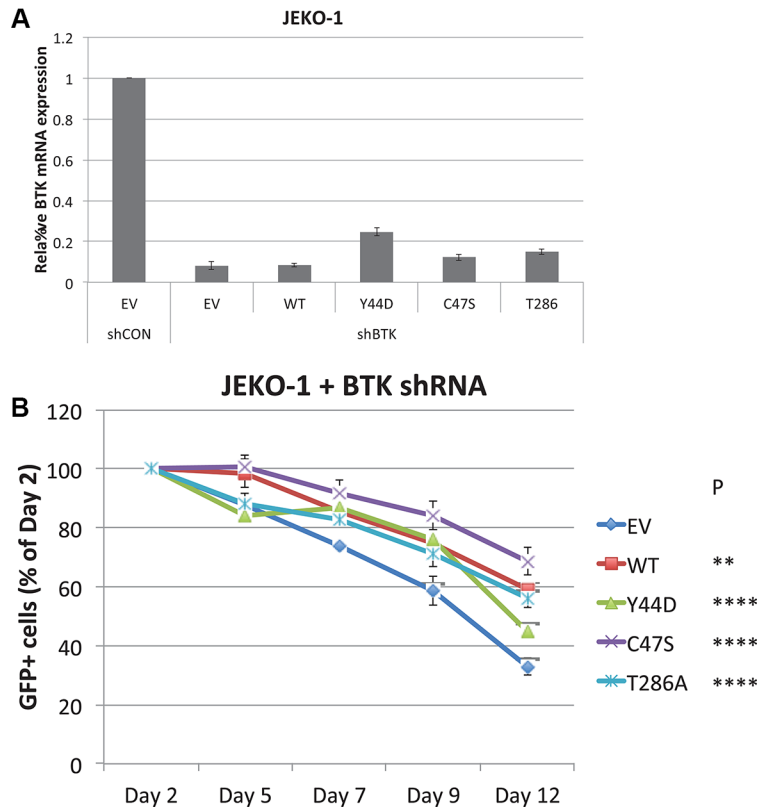 A
JEKO-1
Rela%ve BTK mRNA expression
1.2
1
0.8
0.6
0.4
0.2
0
EV EV WT Y44D C47S T286
shCON shBTK
B
JEKO-1 + BTK shRNA
GFP+ cells (% of Day 2)
120
100
80
60
40
20
0
Day 2 Day 5 Day 7 Day 9 Day 12
P
EV
WT **
Y44D ****
C47S ****
T286A ****